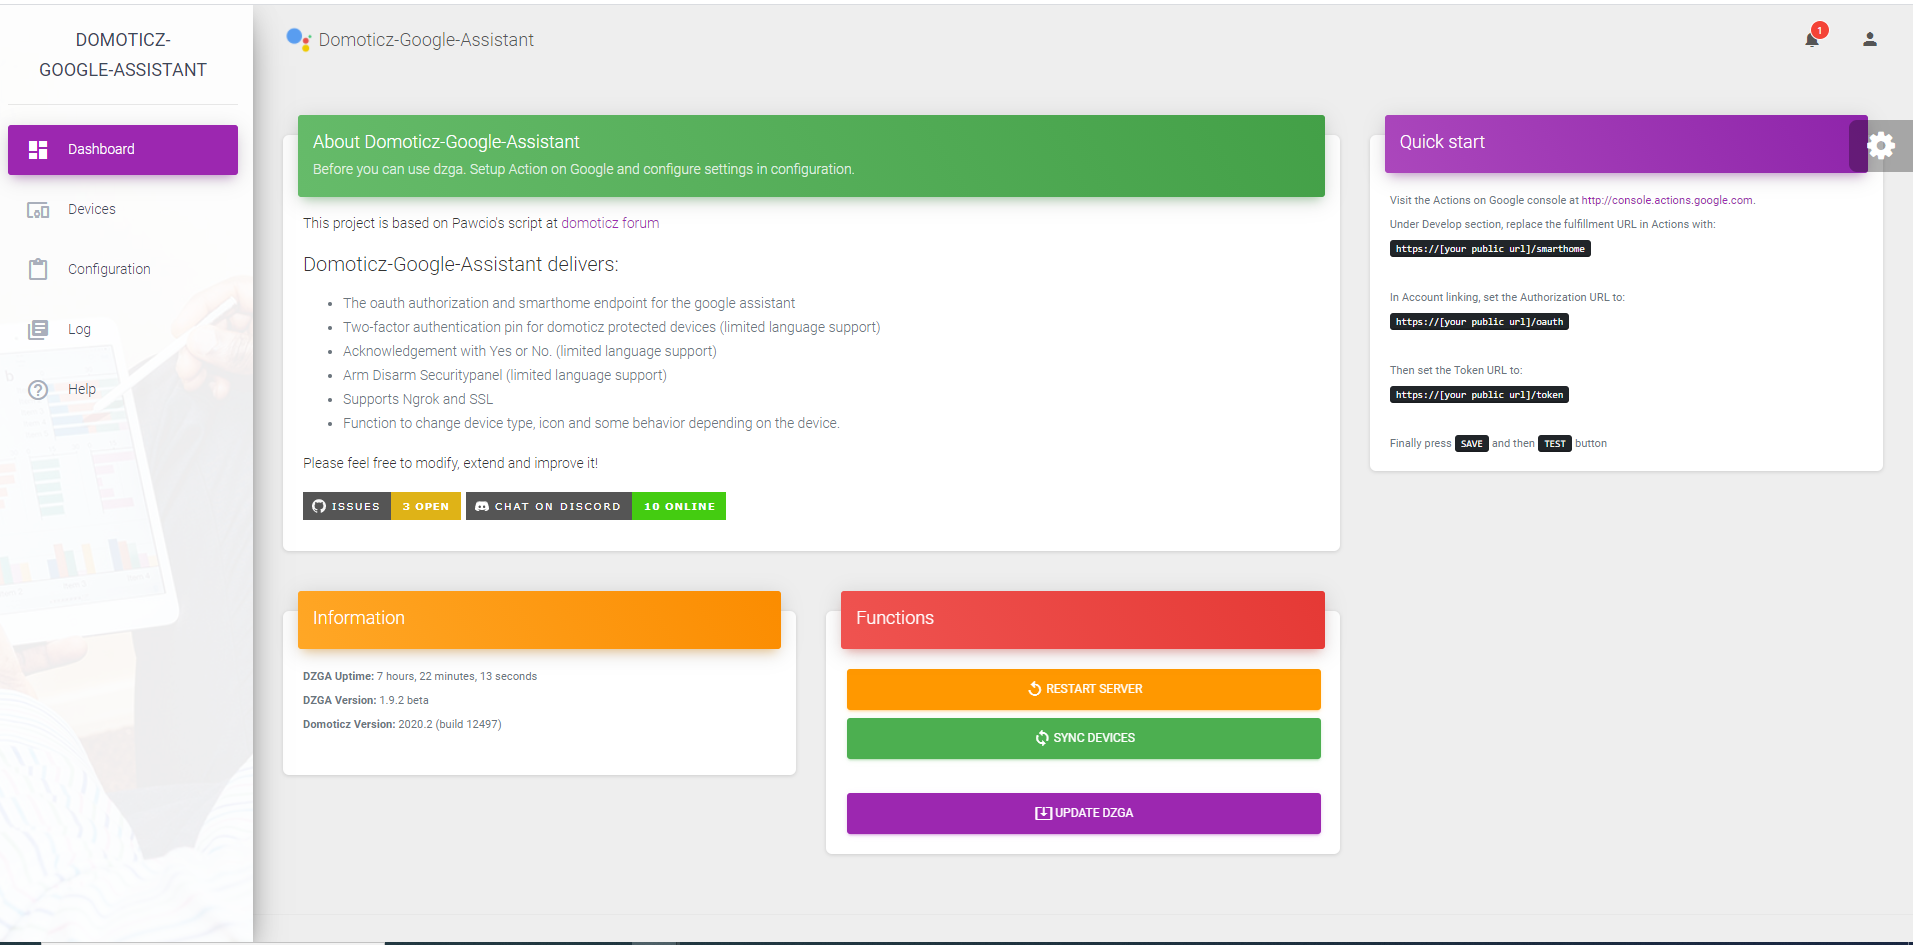 DOMOTICZ-
GOOGLE-ASSISTANT
Dashboard
Devices
Configuration
Log
Help
Domoticz-Google-Assistant
1
About Domoticz-Google-Assistant
Before you can use dzga. Setup Action on Google and configure settings in configuration.
This project is based on Pawcio's script at domoticz forum
Domoticz-Google-Assistant delivers:
The oauth authorization and smarthome endpoint for the google assistant
Two-factor authentication pin for domoticz protected devices (limited language support)
Acknowledgement with Yes or No. (limited language support)
Arm Disarm Securitypanel (limited language support)
Supports Ngrok and SSL
Function to change device type, icon and some behavior depending on the device.
Please feel free to modify, extend and improve it!
ISSUES 3 OPEN CHAT ON DISCORD 10 ONLINE
Quick start
Visit the Actions on Google console at http://console.actions.google.com.
Under Develop section, replace the fulfillment URL in Actions with:
https://[your public url]/smarthome
In Account linking, set the Authorization URL to:
https://[your public url]/oauth
Then set the Token URL to:
https://[your public url]/token
Finally press SAVE and then TEST button
Information
DZGA Uptime: 7 hours, 22 minutes, 13 seconds
DZGA Version: 1.9.2 beta
Domoticz Version: 2020.2 (build 12497)
Functions
RESTART SERVER
SYNC DEVICES
UPDATE DZGA